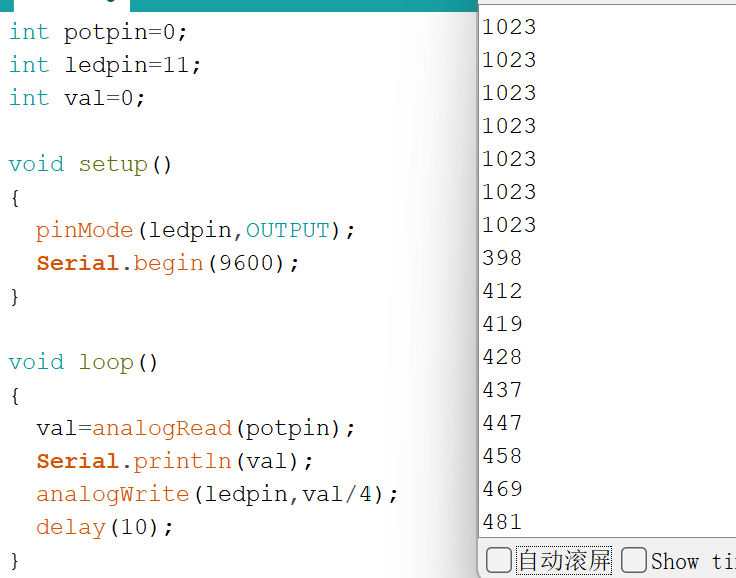 int potpin=0;
int ledpin=11;
int val=0;
void setup()
{
pinMode(ledpin,OUTPUT);
Serial.begin(9600);
}
void loop()
{
val=analogRead(potpin);
Serial.println(val);
analogWrite(ledpin,val/4);
delay(10);
}
1023
1023
1023
1023
1023
1023
1023
398
412
419
428
437
447
458
469
481
自动滚屏 Show